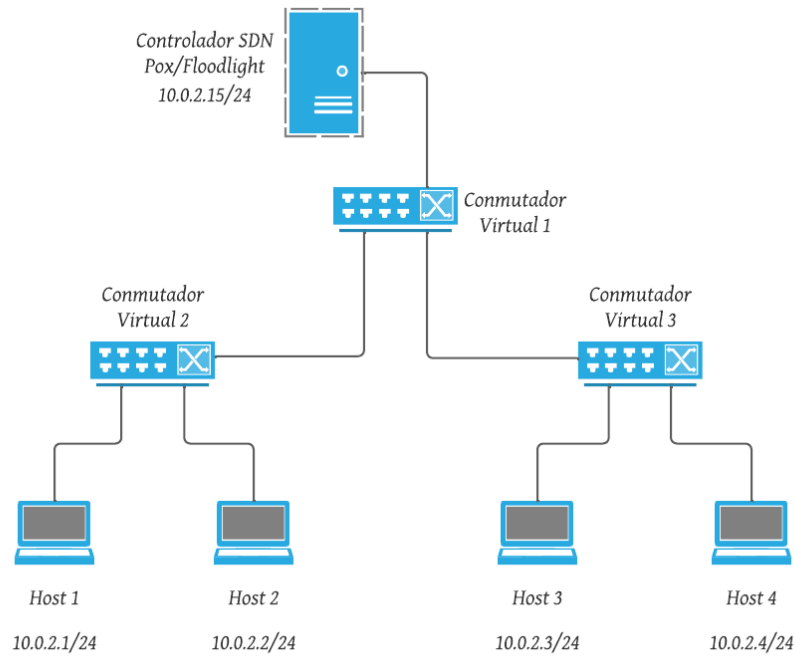 Controlador SDN
Pox/Floodlight
10.0.2.15/24
Conmutador
Virtual 1
Conmutador
Virtual 2
Conmutador
Virtual 3
Host 1
Host 2
Host 3
Host 4
10.0.2.1/24
10.0.2.2/24
10.0.2.3/24
10.0.2.4/24